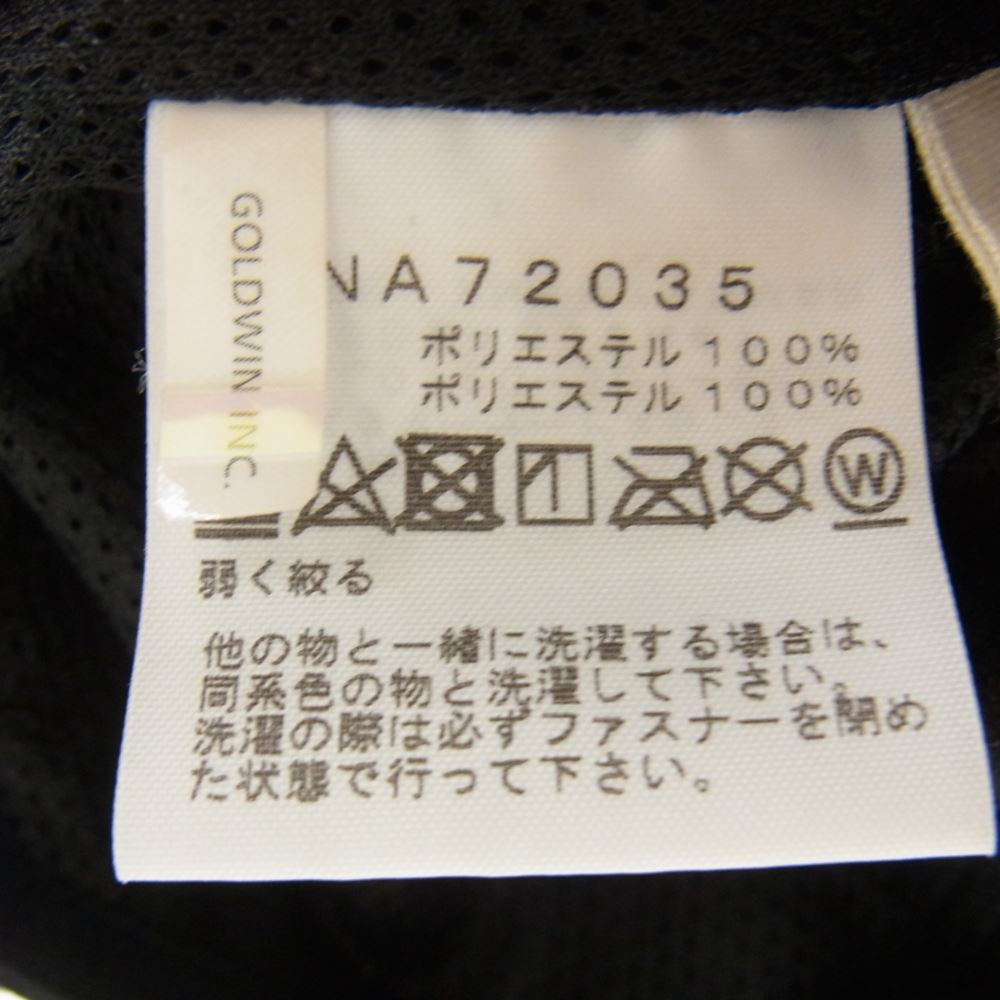 GOLDWIN INC.
NA72035
ポリエステル 100%
ポリエステル 100%
W
弱く絞る
他の物と一緒に洗濯する場合は、
同系色の物と洗濯して下さい。
洗濯の際は必ずファスナーを閉め
た状態で行って下さい。